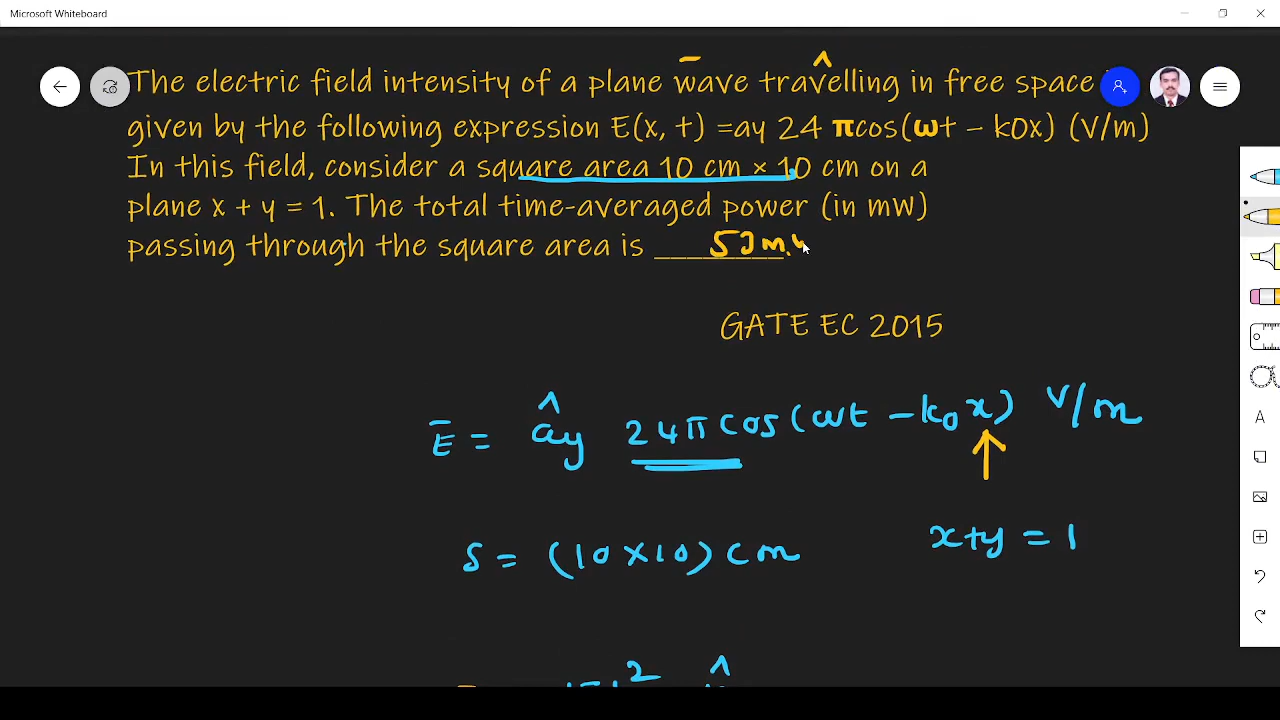 Microsoft Whiteboard
The electric field intensity of a plane wave travelling in free space
given by the following expression E(x, t) =ay 24 πcos(ωt – k0x) (V/m)
In this field, consider a square area 10 cm × 10 cm on a
plane x + y = 1. The total time-averaged power (in mW)
passing through the square area is ________.
GATE EC 2015
E̅ = ây 24π cos(ωt – k₀x) V/m
S = (10×10) cm
x+y = 1